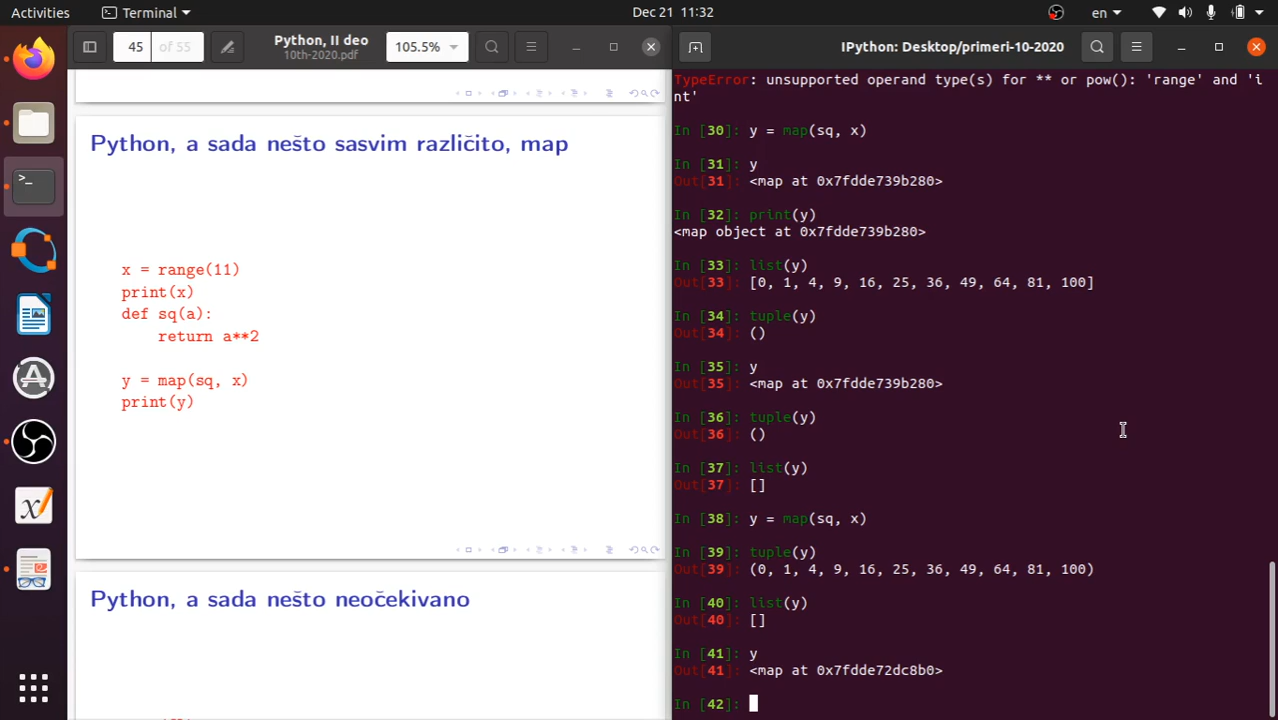 Activities
Terminal
Dec 21 11:32
en
45 of 55
Python, II deo
10th-2020.pdf
105.5%
IPython: Desktop/primeri-10-2020
Python, a sada nešto sasvim različito, map
x = range(11)
print(x)
def sq(a):
return a**2
y = map(sq, x)
print(y)
Python, a sada nešto neočekivano
TypeError: unsupported operand type(s) for ** or pow(): 'range' and 'i
nt'
In [30]: y = map(sq, x)
In [31]: y
Out[31]: <map at 0x7fdde739b280>
In [32]: print(y)
<map object at 0x7fdde739b280>
In [33]: list(y)
Out[33]: [0, 1, 4, 9, 16, 25, 36, 49, 64, 81, 100]
In [34]: tuple(y)
Out[34]: ()
In [35]: y
Out[35]: <map at 0x7fdde739b280>
In [36]: tuple(y)
Out[36]: ()
In [37]: list(y)
Out[37]: []
In [38]: y = map(sq, x)
In [39]: tuple(y)
Out[39]: (0, 1, 4, 9, 16, 25, 36, 49, 64, 81, 100)
In [40]: list(y)
Out[40]: []
In [41]: y
Out[41]: <map at 0x7fdde72dc8b0>
In [42]: